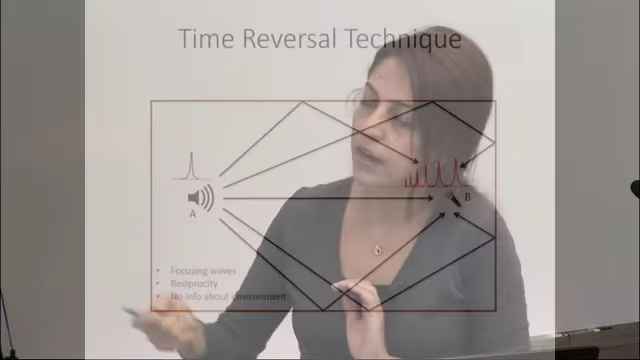 Time Reversal Technique
A
B
• Focusing waves
• Reciprocity
• No info about environment